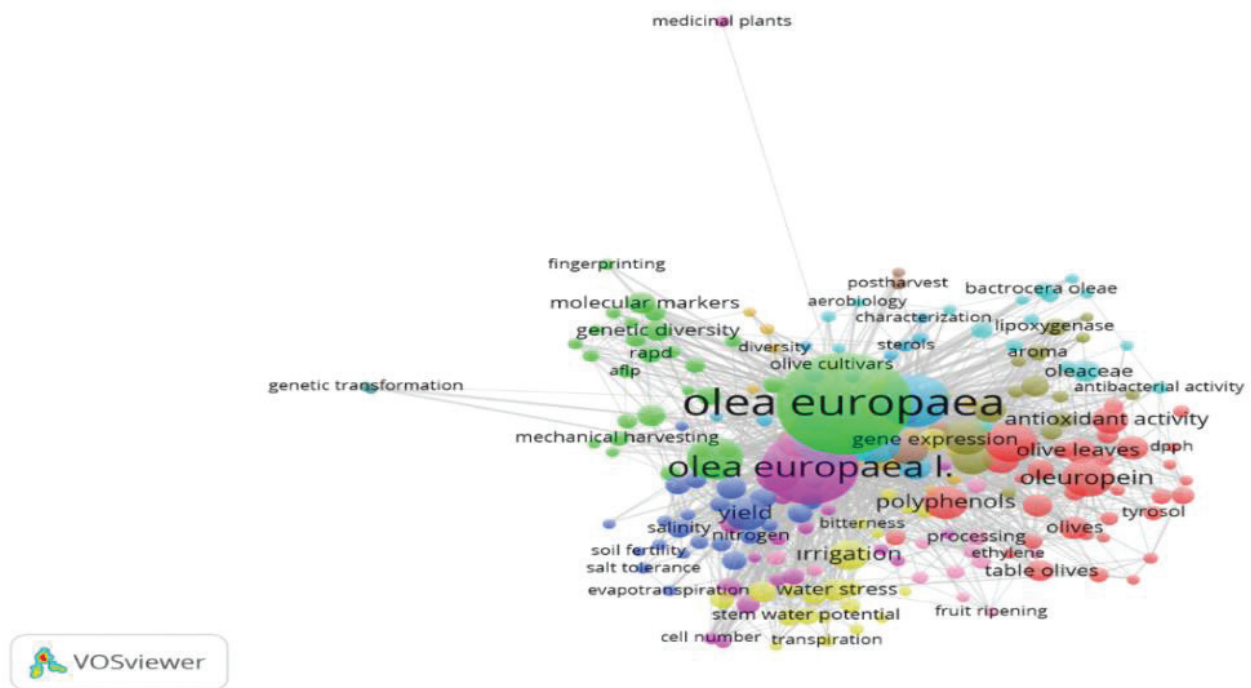 medicinal plants
fingerprinting
postharvest
bactrocera oleae
molecular markers
aerobiology
characterization
lipoxygenase
genetic diversity
diversity
sterols
rapd
olive cultivars
aroma
aflp
oleaceae
genetic transformation
antibacterial activity
olea europaea
antioxidant activity
mechanical harvesting
gene expression
olive leaves
dpph
olea europaea l.
oleuropein
polyphenols
yield
tyrosol
salinity
nitrogen
bitterness
olives
processing
soil fertility
irrigation
ethylene
salt tolerance
table olives
evapotranspiration
water stress
stem water potential
fruit ripening
cell number
transpiration
VOSviewer